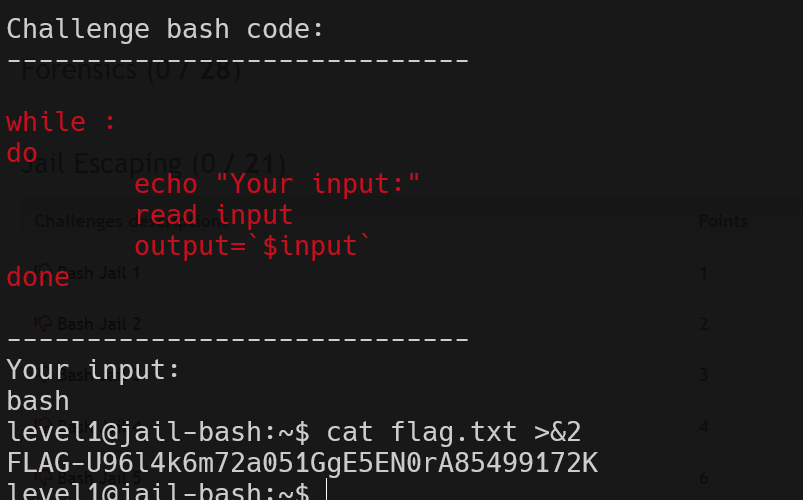 Challenge bash code:
-----------------------------
Forensics (0 / 28)
while :
do
Jail Escaping (0 / 21)
echo "Your input:"
read input
Challenges Points
output=`$input`
done
Bash Jail 1 1
Bash Jail 2 2
-----------------------------
Your input:
3
bash
level1@jail-bash:~$ cat flag.txt >&2
4
FLAG-U96l4k6m72a051GgE5EN0rA85499172K
6
level1@jail-bash:~$